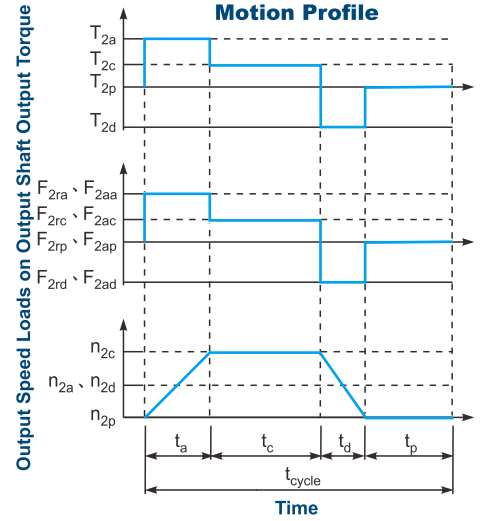 Motion Profile
Output Speed Loads on Output Shaft Output Torque
T2a
T2c
T2p
T2d
F2ra、F2aa
F2rc、F2ac
F2rp、F2ap
F2rd、F2ad
n2c
n2a、n2d
n2p
ta tc td tp
tcycle
Time